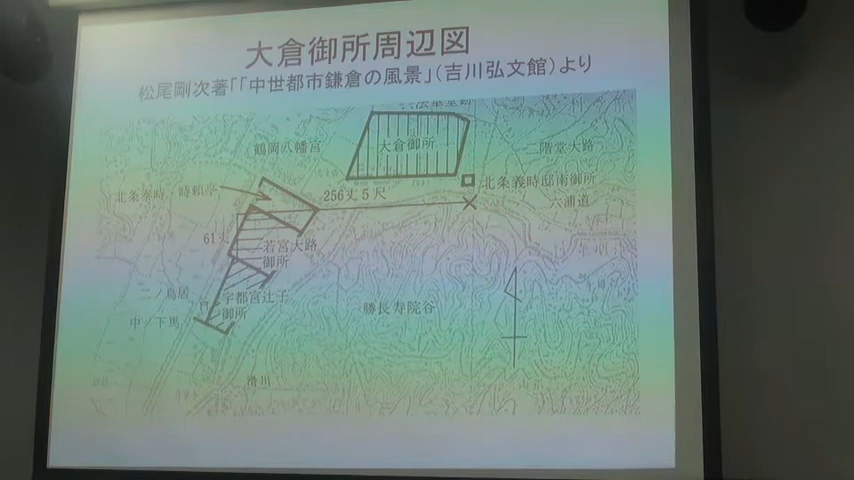 大倉御所周辺図
松尾剛次著「「中世都市鎌倉の風景」(吉川弘文館)より
鶴岡八幡宮
大倉御所
二階堂大路
北条泰時・時頼亭
256丈5尺
北条義時邸南御所
六浦道
61丈
若宮大路
御所
二ノ鳥居
宇都宮辻子
御所
中ノ下馬
勝長寿院谷
滑川